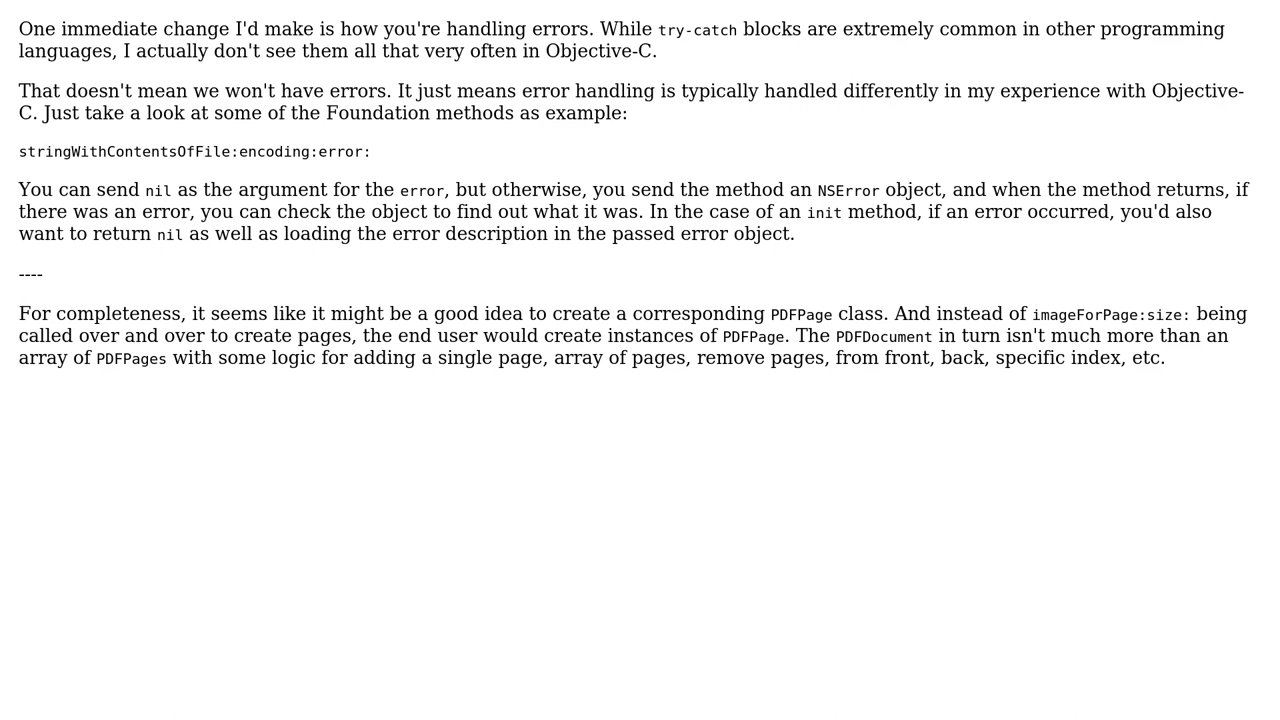 One immediate change I'd make is how you're handling errors. While try-catch blocks are extremely common in other programming
languages, I actually don't see them all that very often in Objective-C.
That doesn't mean we won't have errors. It just means error handling is typically handled differently in my experience with Objective-
C. Just take a look at some of the Foundation methods as example:
stringWithContentsOfFile:encoding:error:
You can send nil as the argument for the error, but otherwise, you send the method an NSError object, and when the method returns, if
there was an error, you can check the object to find out what it was. In the case of an init method, if an error occurred, you'd also
want to return nil as well as loading the error description in the passed error object.
----
For completeness, it seems like it might be a good idea to create a corresponding PDFPage class. And instead of imageForPage:size: being
called over and over to create pages, the end user would create instances of PDFPage. The PDFDocument in turn isn't much more than an
array of PDFPages with some logic for adding a single page, array of pages, remove pages, from front, back, specific index, etc.